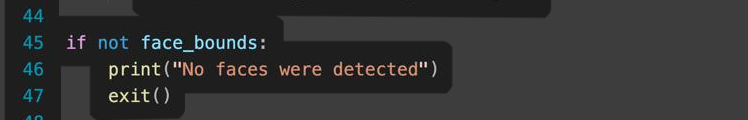 44
45 if not face_bounds:
46 print("No faces were detected")
47 exit()